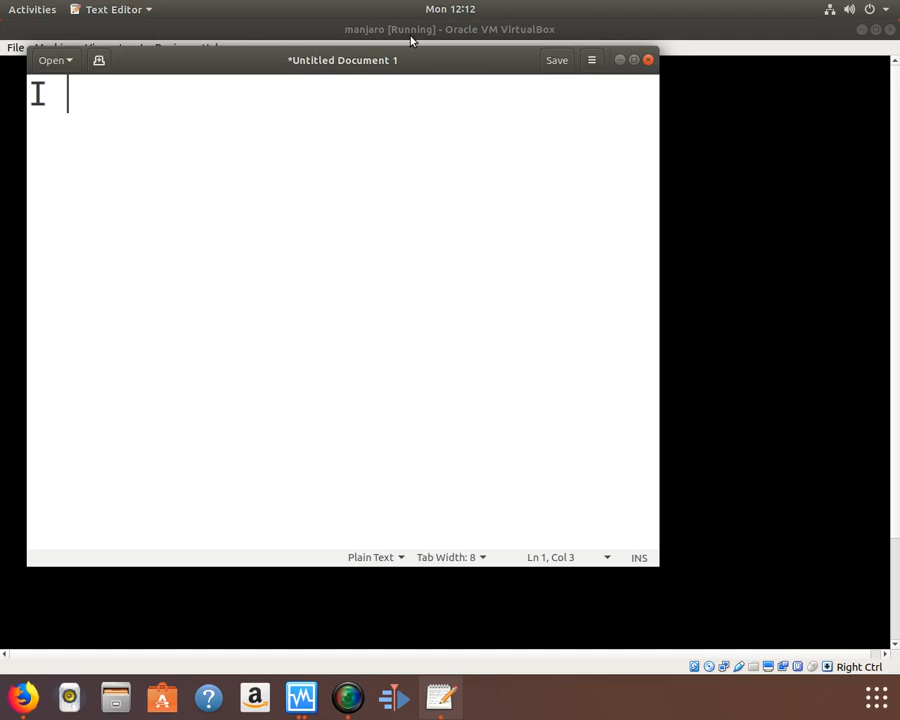 Activities Text Editor Mon 12:12
manjaro [Running] - Oracle VM VirtualBox
File
Open *Untitled Document 1 Save
I
Plain Text Tab Width: 8 Ln 1, Col 3 INS
Right Ctrl